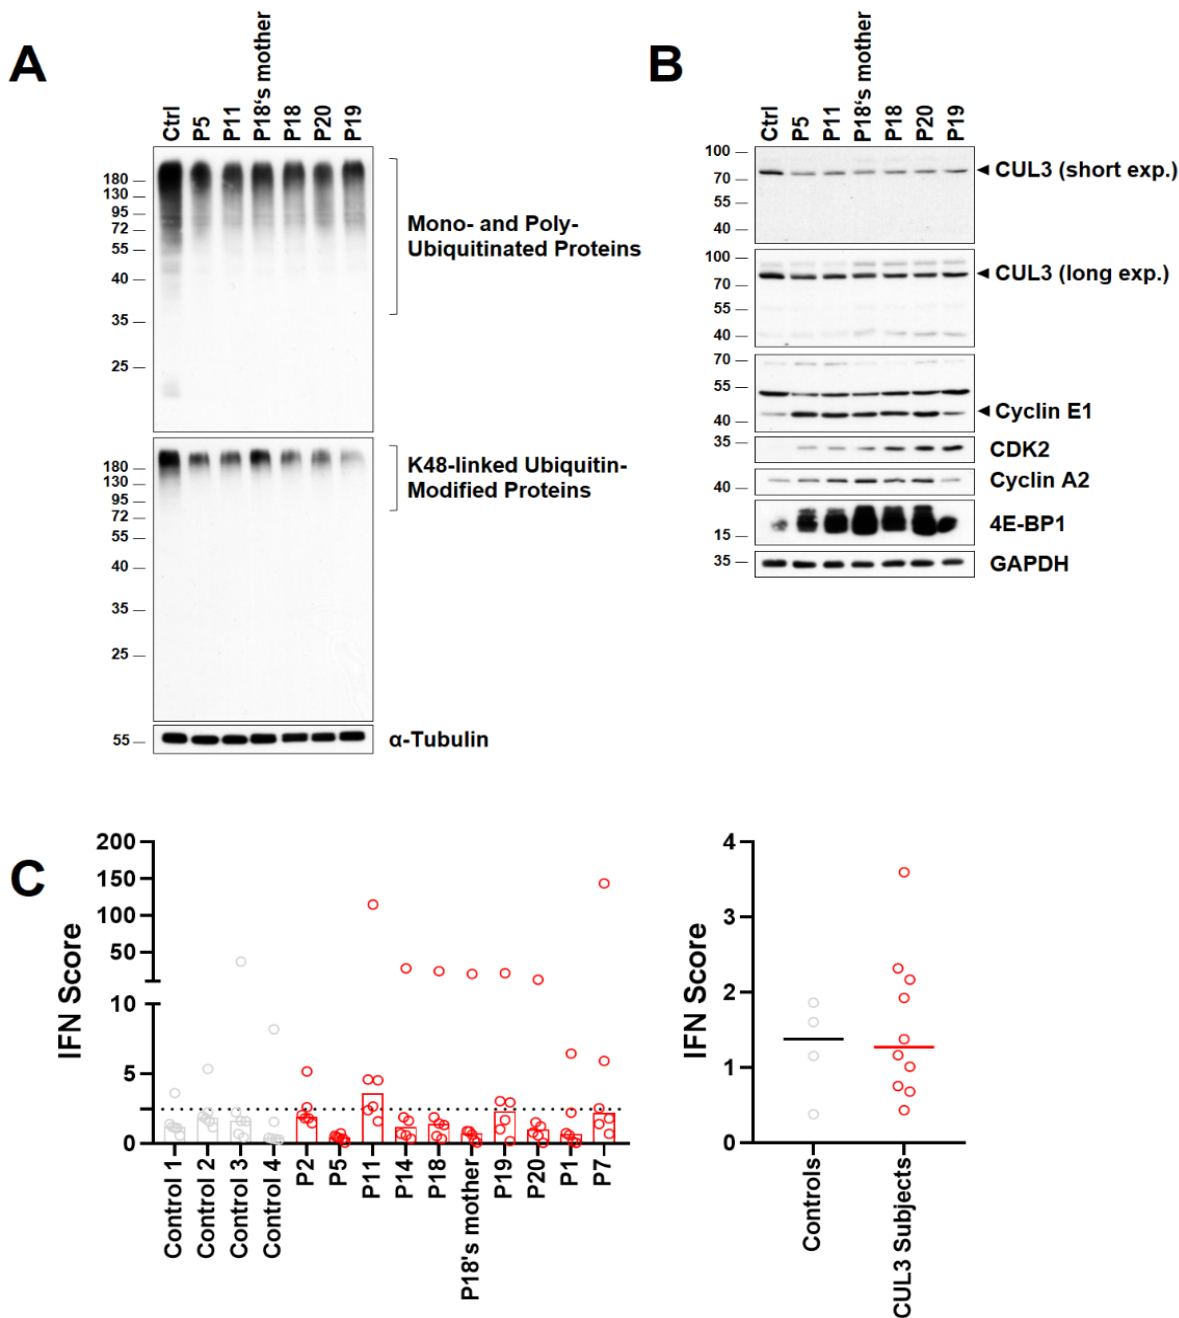 A
Ctrl
P5
P11
P18's mother
P18
P20
P19
180
130
95
72
55
40
35
25
Mono- and Poly-
Ubiquitinated Proteins
180
130
95
72
55
40
35
25
K48-linked Ubiquitin-
Modified Proteins
55
α-Tubulin
B
Ctrl
P5
P11
P18's mother
P18
P20
P19
100
70
55
40
CUL3 (short exp.)
100
70
55
40
CUL3 (long exp.)
70
55
40
Cyclin E1
35
CDK2
40
Cyclin A2
15
4E-BP1
35
GAPDH
C
IFN Score
200
150
100
50
10
5
0
Control 1
Control 2
Control 3
Control 4
P2
P5
P11
P14
P18
P18's mother
P19
P20
P1
P7
IFN Score
4
3
2
1
0
Controls
CUL3 Subjects